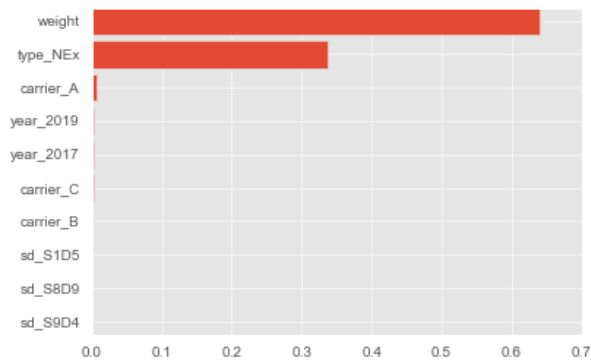 weight
type_NEx
carrier_A
year_2019
year_2017
carrier_C
carrier_B
sd_S1D5
sd_S8D9
sd_S9D4
0.0 0.1 0.2 0.3 0.4 0.5 0.6 0.7